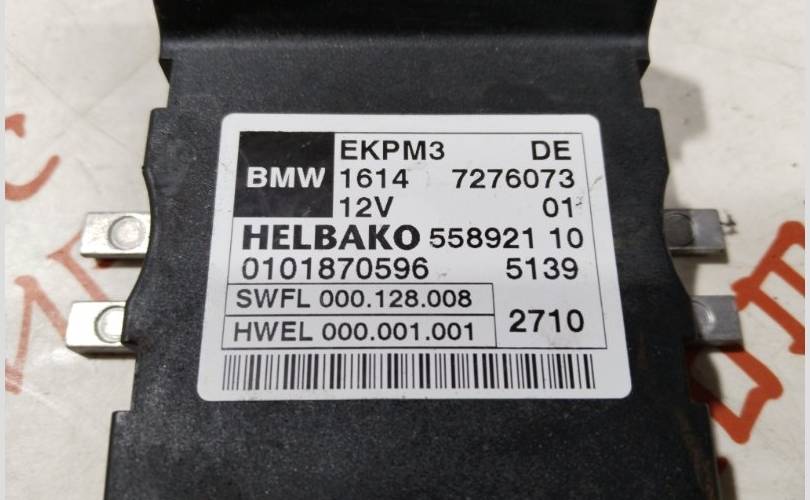 BMW
EKPM3 DE
1614 7276073
12V 01
HELBAKO 558921 10
0101870596 5139
SWFL 000.128.008
HWEL 000.001.001
2710